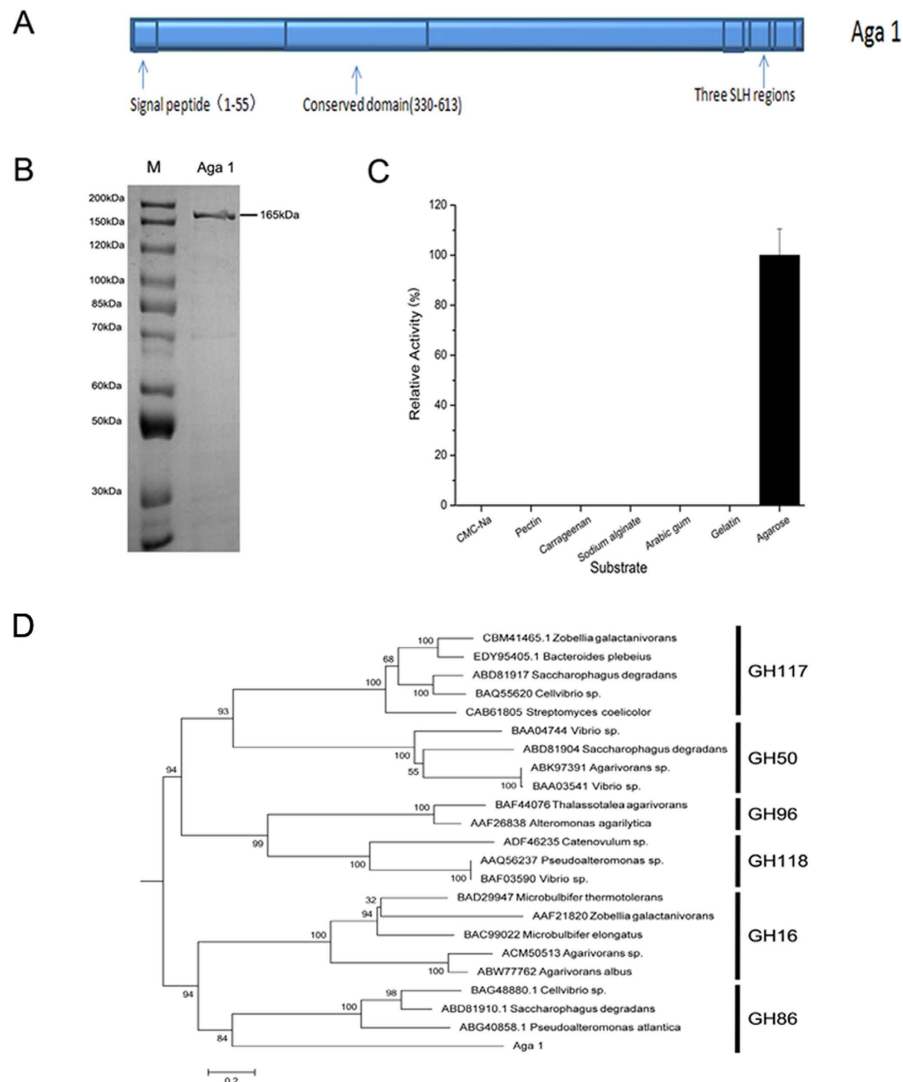 A
Aga 1
Signal peptide (1-55)
Conserved domain(330-613)
Three SLH regions
B
M Aga 1
200kDa
150kDa
120kDa
100kDa
85kDa
70kDa
60kDa
50kDa
30kDa
165kDa
C
Relative Activity (%)
120
100
80
60
40
20
0
CMC-Na
Pectin
Carrageenan
Sodium alginate
Arabic gum
Gelatin
Agarose
Substrate
D
100 CBM41465.1 Zobellia galactanivorans
EDY95405.1 Bacteroides plebeius
68
ABD81917 Saccharophagus degradans
100 BAQ55620 Cellvibrio sp.
100
CAB61805 Streptomyces coelicolor
GH117
93
BAA04744 Vibrio sp.
100 ABD81904 Saccharophagus degradans
55 ABK97391 Agarivorans sp.
100 BAA03541 Vibrio sp.
GH50
94
100 BAF44076 Thalassotalea agarivorans
AAF26838 Alteromonas agarilytica
GH96
99
ADF46235 Catenovulum sp.
100 AAQ56237 Pseudoalteromonas sp.
100 BAF03590 Vibrio sp.
GH118
32 BAD29947 Microbulbifer thermotolerans
94 AAF21820 Zobellia galactanivorans
100 BAC99022 Microbulbifer elongatus
ACM50513 Agarivorans sp.
100 ABW77762 Agarivorans albus
GH16
94
98 BAG48880.1 Cellvibrio sp.
100 ABD81910.1 Saccharophagus degradans
ABG40858.1 Pseudoalteromonas atlantica
84 Aga 1
GH86
0.2